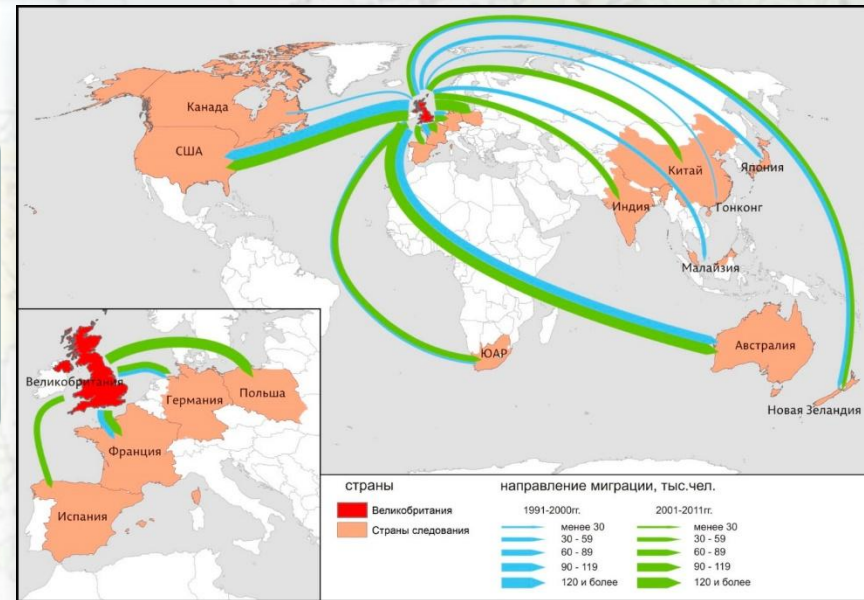 Канада
США
Китай
Япония
Индия
Гонконг
Малайзия
ЮАР
Австралия
Новая Зеландия
Великобритания
Германия
Польша
Франция
Испания
страны
Великобритания
Страны следования
направление миграции, тыс.чел.
1991-2000гг. 2001-2011гг.
менее 30 менее 30
30 - 59 30 - 59
60 - 89 60 - 89
90 - 119 90 - 119
120 и более 120 и более